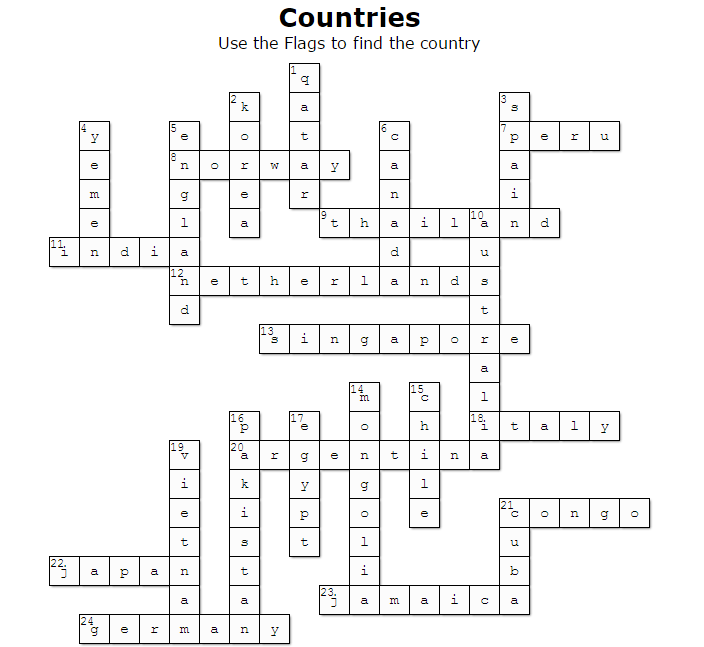 Countries
Use the Flags to find the country
1 q
2 k a 3 s
4 y 5 e o t 6 c 7 p e r u
e 8 n o r w a y a a
m g e r n i
e l a 9 t h a i l 10 a n d
11 i n d i a d u
12 n e t h e r l a n d s
d t
13 s i n g a p o r e
a
14 m 15 c l
16 p 17 e o h 18 i t a l y
19 v 20 a r g e n t i n a
i k y g l
e i p o e 21 c o n g o
t s t l u
22 j a p a n t i b
a a 23 j a m a i c a
24 g e r m a n y